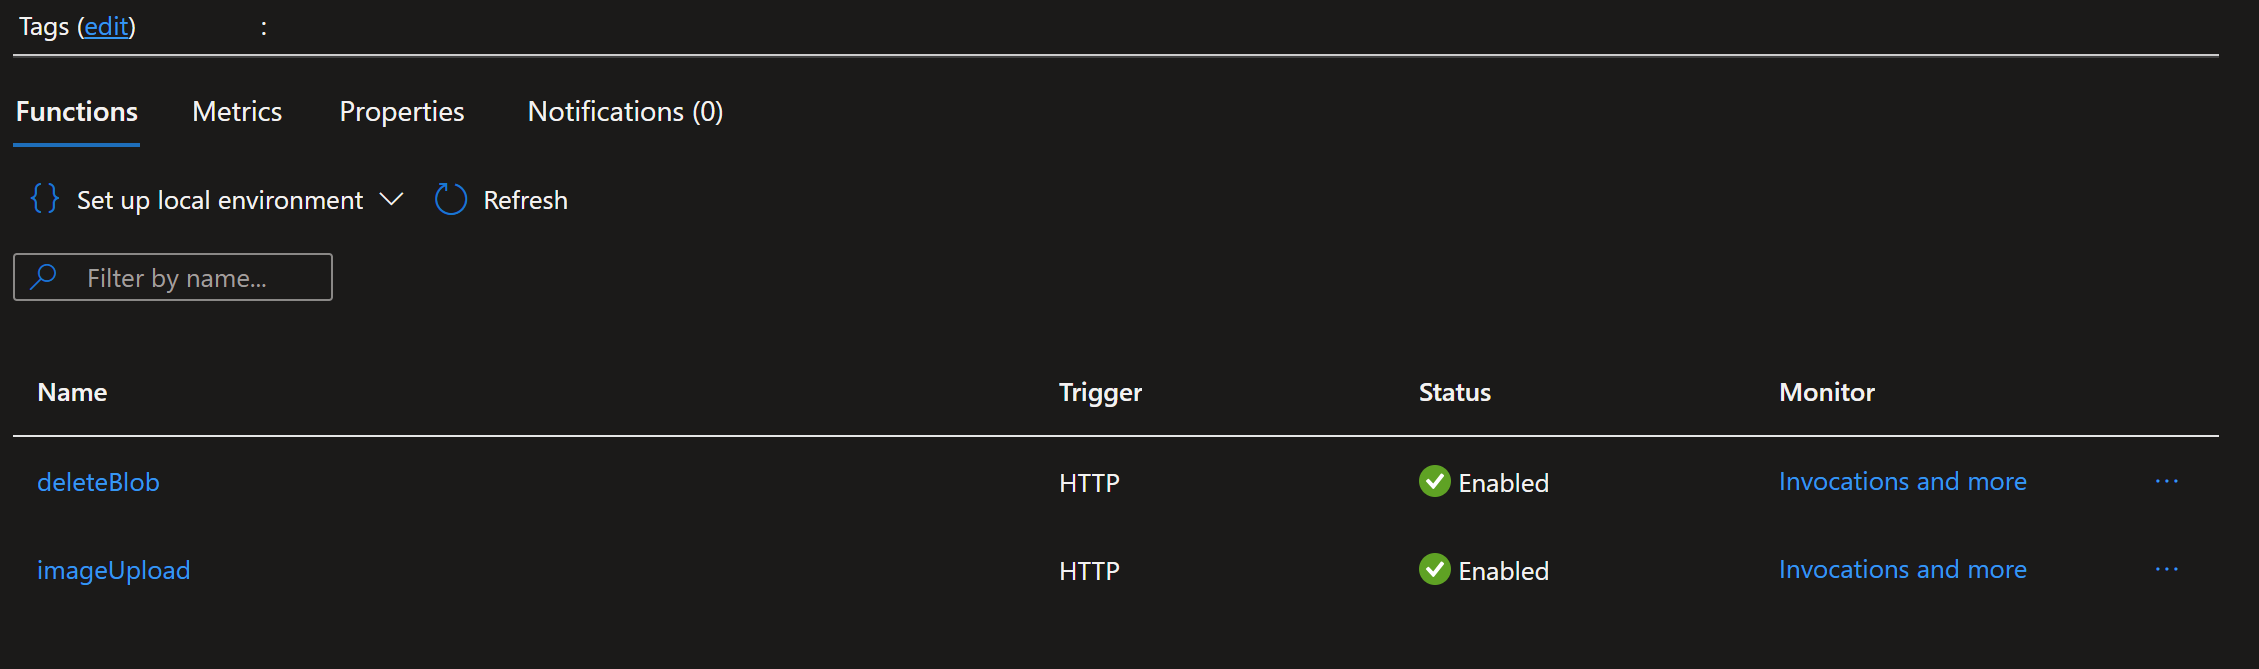 Tags (edit) :
Functions Metrics Properties Notifications (0)
{} Set up local environment Refresh
Filter by name...
Name Trigger Status Monitor
deleteBlob HTTP Enabled Invocations and more ...
imageUpload HTTP Enabled Invocations and more ...